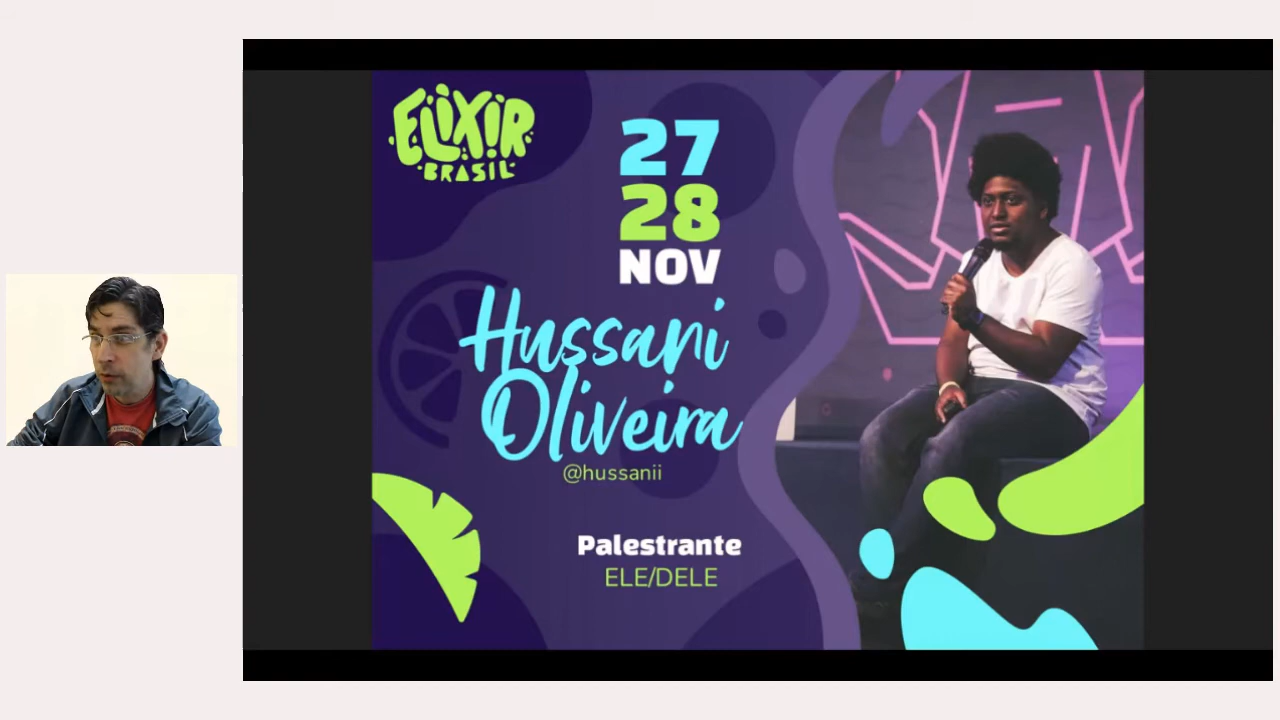 ELIXIR
BRASIL
27
28
NOV
Hussani
Oliveira
@hussanii
Palestrante
ELE/DELE